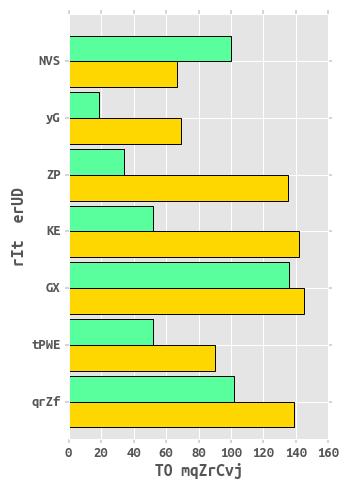 NVS
yG
ZP
KE
GX
tPWE
qrZf
rIt  erUD
0 20 40 60 80 100 120 140 160
TO mqZrCvj